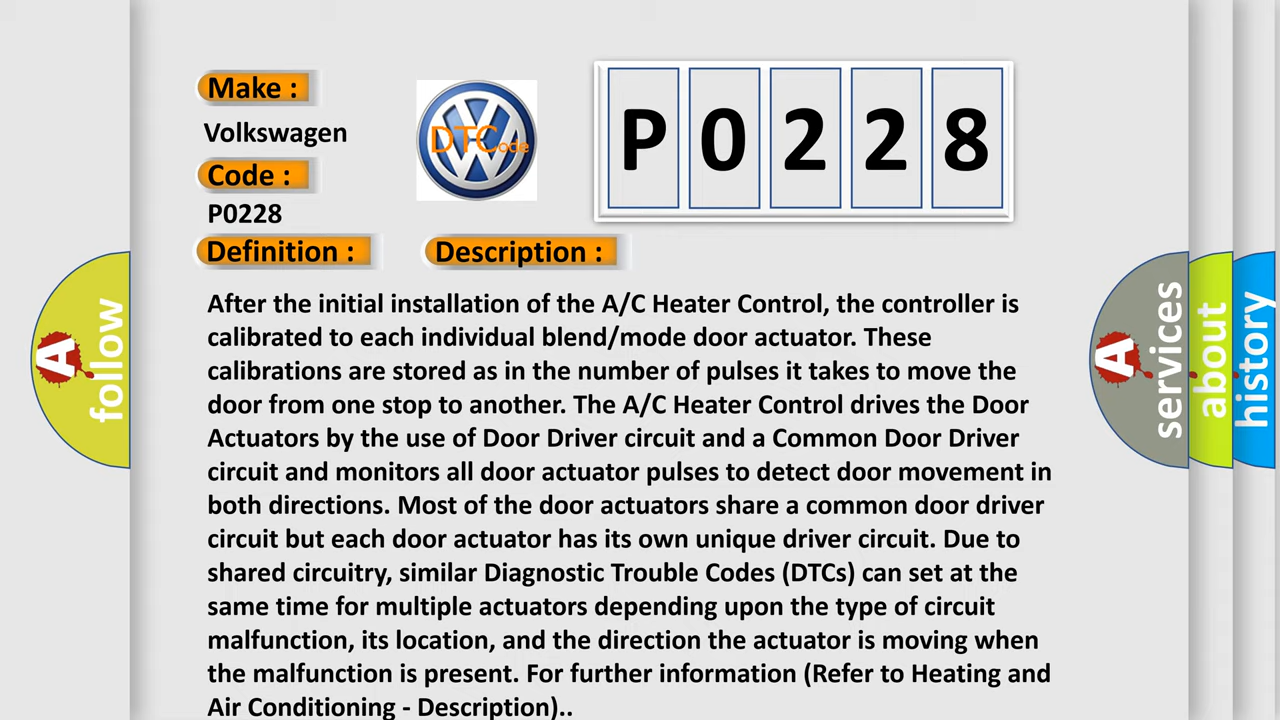 Make :
Volkswagen
DTCode
P0228
Code :
P0228
Definition :
Description :
After the initial installation of the A/C Heater Control, the controller is
calibrated to each individual blend/mode door actuator. These
calibrations are stored as in the number of pulses it takes to move the
door from one stop to another. The A/C Heater Control drives the Door
Actuators by the use of Door Driver circuit and a Common Door Driver
circuit and monitors all door actuator pulses to detect door movement in
both directions. Most of the door actuators share a common door driver
circuit but each door actuator has its own unique driver circuit. Due to
shared circuitry, similar Diagnostic Trouble Codes (DTCs) can set at the
same time for multiple actuators depending upon the type of circuit
malfunction, its location, and the direction the actuator is moving when
the malfunction is present. For further information (Refer to Heating and
Air Conditioning - Description)..
A follow
A services
about
history